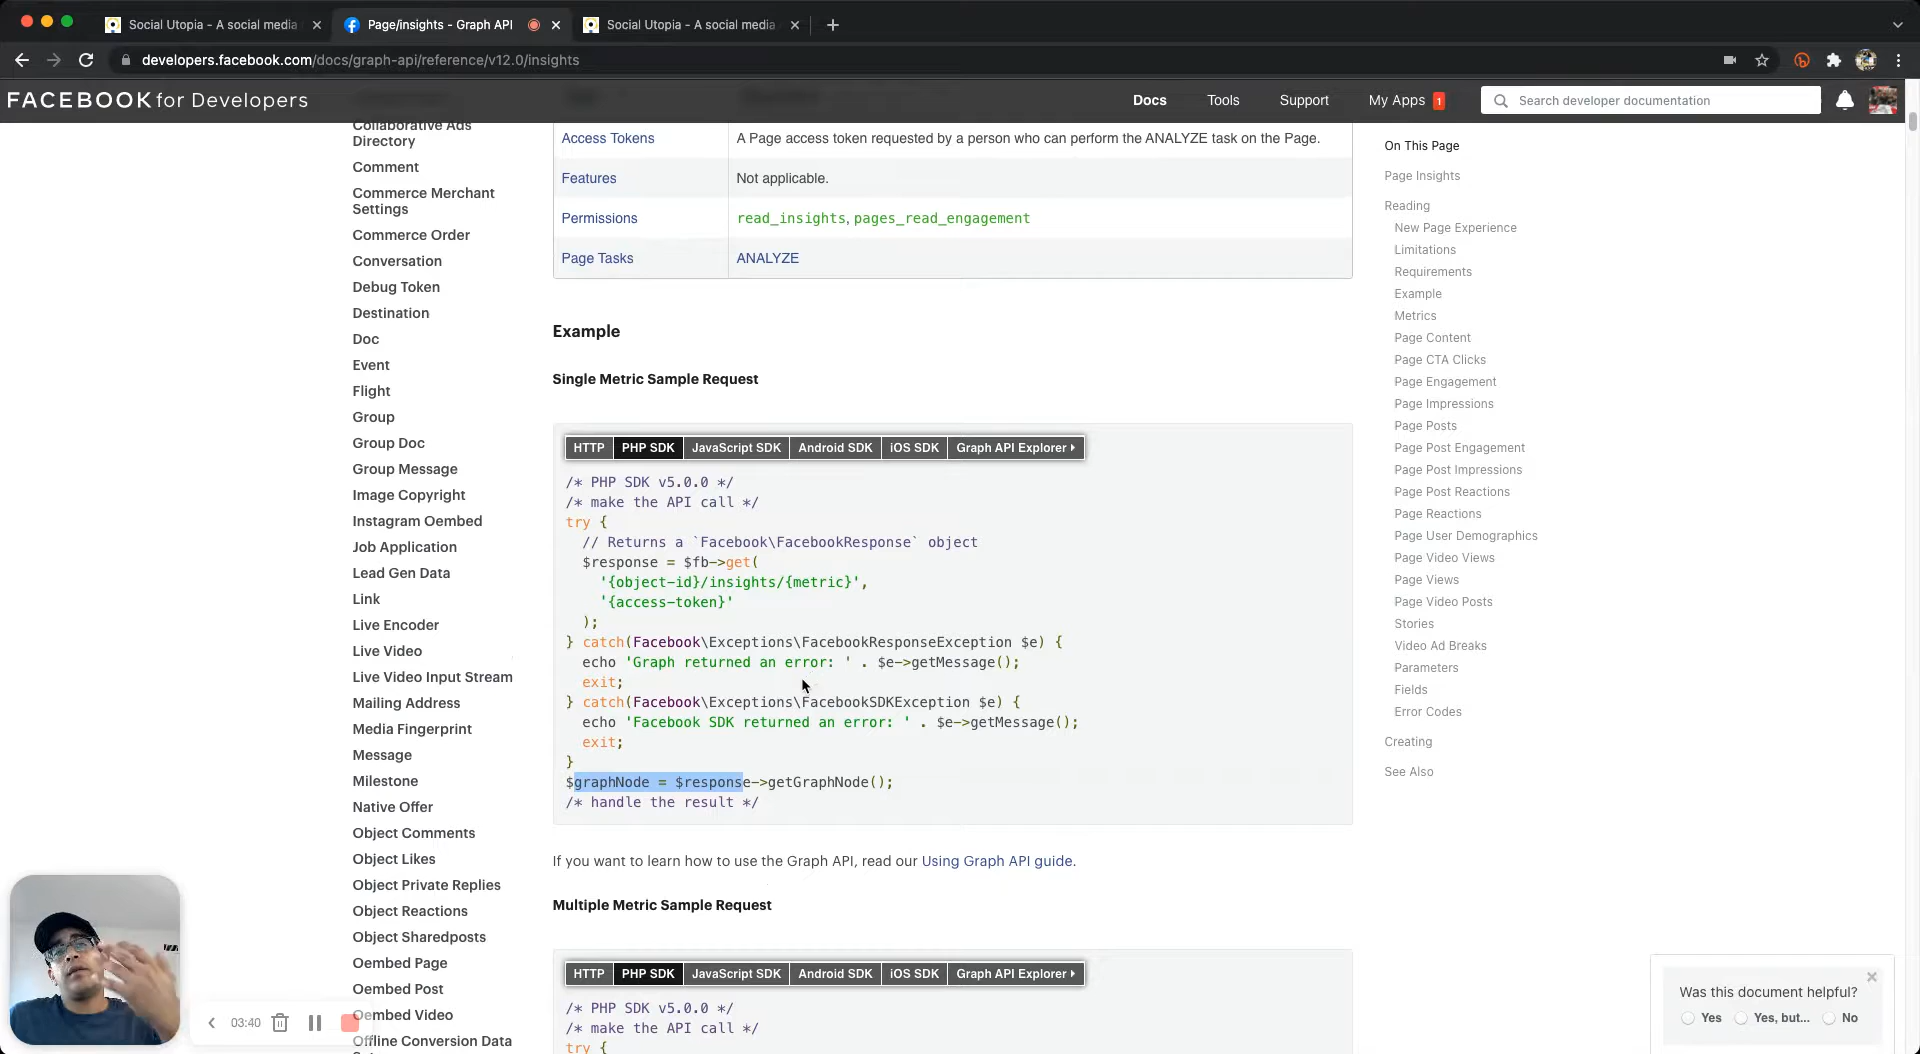 Social Utopia - A social media
Page/insights - Graph API
Social Utopia - A social media
developers.facebook.com/docs/graph-api/reference/v12.0/insights
FACEBOOK for Developers
Docs
Tools
Support
My Apps 1
Search developer documentation
Collaborative Ads
Directory
Comment
Commerce Merchant
Settings
Commerce Order
Conversation
Debug Token
Destination
Doc
Event
Flight
Group
Group Doc
Group Message
Image Copyright
Instagram Oembed
Job Application
Lead Gen Data
Link
Live Encoder
Live Video
Live Video Input Stream
Mailing Address
Media Fingerprint
Message
Milestone
Native Offer
Object Comments
Object Likes
Object Private Replies
Object Reactions
Object Sharedposts
Oembed Page
Oembed Post
Oembed Video
Offline Conversion Data
Access Tokens
A Page access token requested by a person who can perform the ANALYZE task on the Page.
Features
Not applicable.
Permissions
read_insights, pages_read_engagement
Page Tasks
ANALYZE
Example
Single Metric Sample Request
HTTP PHP SDK JavaScript SDK Android SDK iOS SDK Graph API Explorer
/* PHP SDK v5.0.0 */
/* make the API call */
try {
// Returns a `Facebook\FacebookResponse` object
$response = $fb->get(
'{object-id}/insights/{metric}',
'{access-token}'
);
} catch(Facebook\Exceptions\FacebookResponseException $e) {
echo 'Graph returned an error: ' . $e->getMessage();
exit;
} catch(Facebook\Exceptions\FacebookSDKException $e) {
echo 'Facebook SDK returned an error: ' . $e->getMessage();
exit;
}
$graphNode = $response->getGraphNode();
/* handle the result */
If you want to learn how to use the Graph API, read our Using Graph API guide.
Multiple Metric Sample Request
HTTP PHP SDK JavaScript SDK Android SDK iOS SDK Graph API Explorer
/* PHP SDK v5.0.0 */
/* make the API call */
try {
On This Page
Page Insights
Reading
New Page Experience
Limitations
Requirements
Example
Metrics
Page Content
Page CTA Clicks
Page Engagement
Page Impressions
Page Posts
Page Post Engagement
Page Post Impressions
Page Post Reactions
Page Reactions
Page User Demographics
Page Video Views
Page Views
Page Video Posts
Stories
Video Ad Breaks
Parameters
Fields
Error Codes
Creating
See Also
03:40
Was this document helpful?
Yes
Yes, but...
No